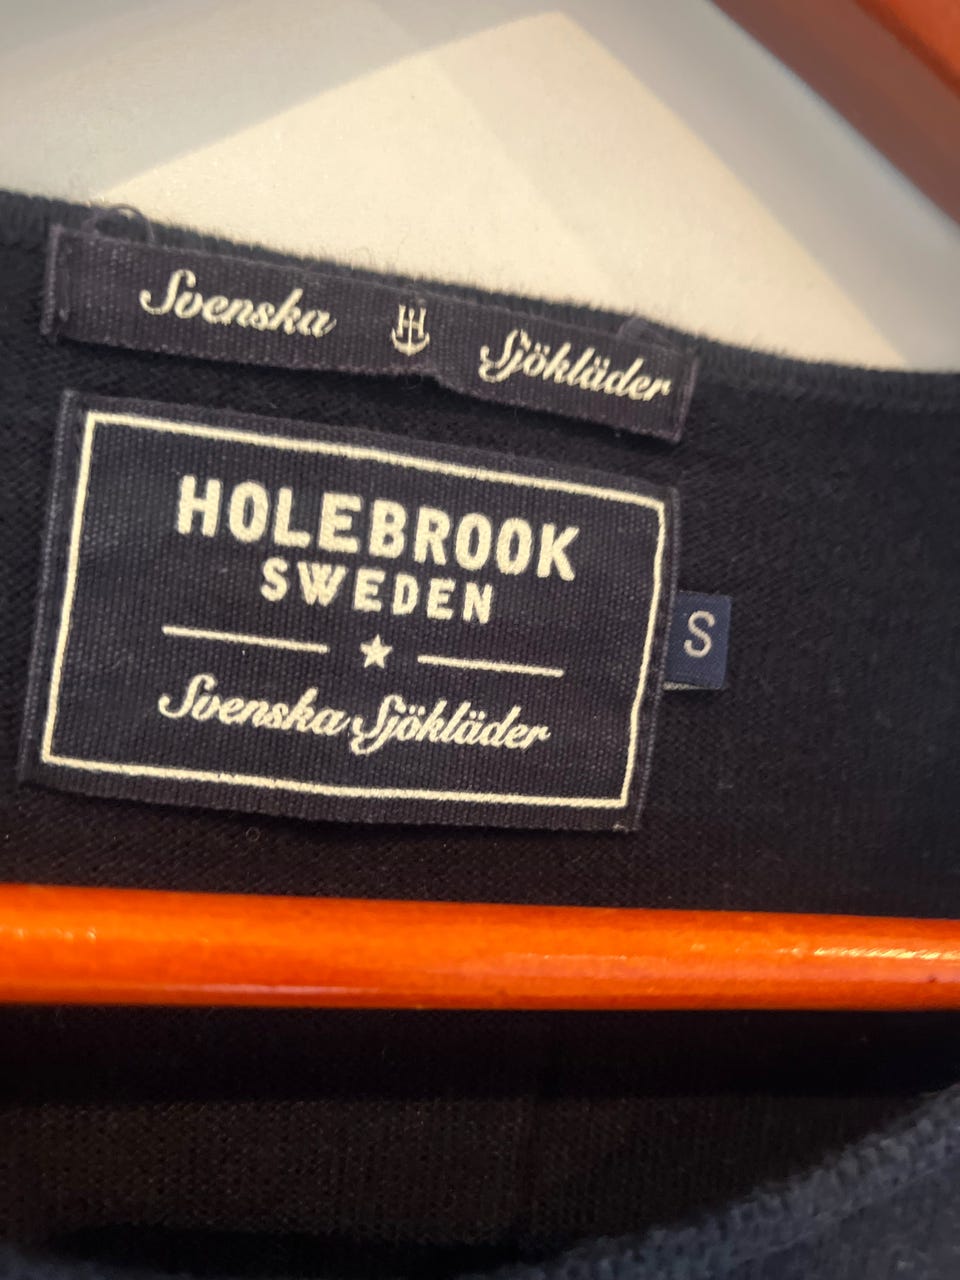 Svenska H Sjökläder
HOLEBROOK
SWEDEN
Svenska Sjökläder
S